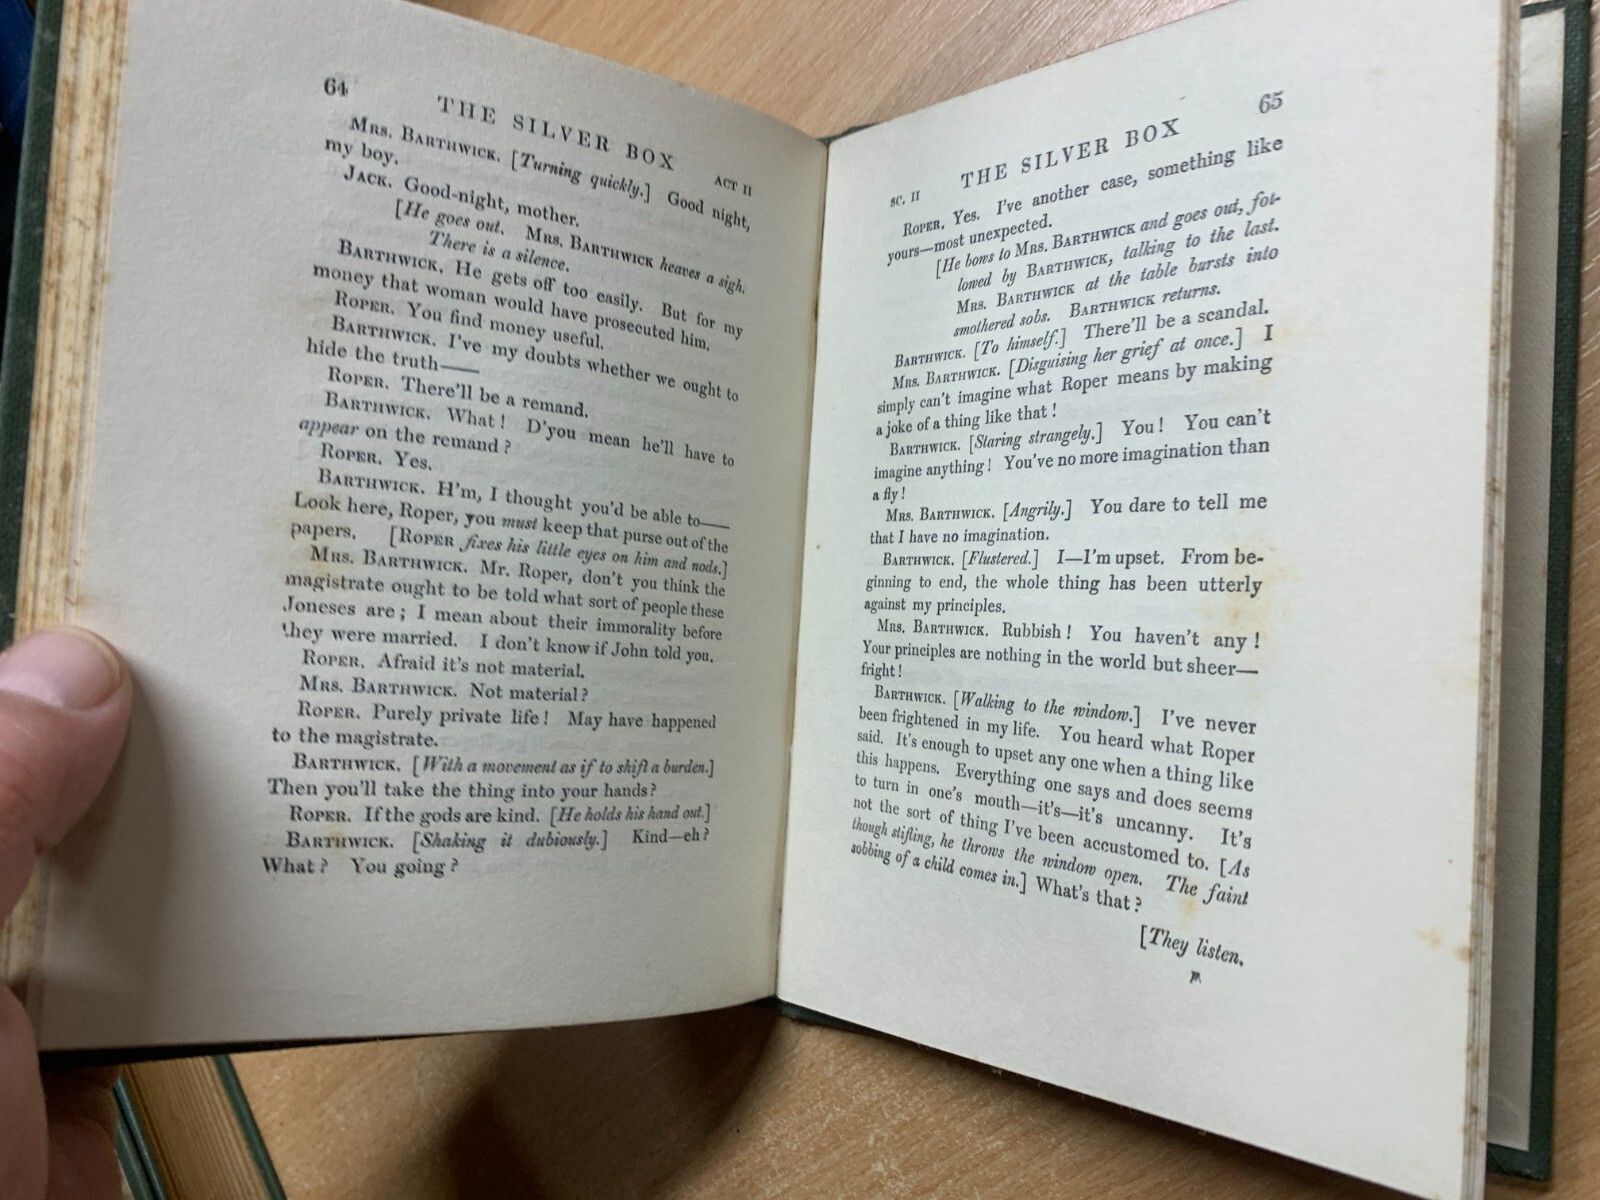 64
THE SILVER BOX
ACT II
MRS. BARTHWICK. [Turning quickly.] Good night,
my boy.
JACK. Good-night, mother.
[He goes out. MRS. BARTHWICK heaves a sigh.
There is a silence.
BARTHWICK. He gets off too easily. But for my
money that woman would have prosecuted him.
ROPER. You find money useful.
BARTHWICK. I've my doubts whether we ought to
hide the truth——
ROPER. There'll be a remand.
BARTHWICK. What! D'you mean he'll have to
appear on the remand?
ROPER. Yes.
BARTHWICK. H'm, I thought you'd be able to——
Look here, Roper, you must keep that purse out of the
papers. [ROPER fixes his little eyes on him and nods.]
MRS. BARTHWICK. Mr. Roper, don't you think the
magistrate ought to be told what sort of people these
Joneses are; I mean about their immorality before
they were married. I don't know if John told you.
ROPER. Afraid it's not material.
MRS. BARTHWICK. Not material?
ROPER. Purely private life! May have happened
to the magistrate.
BARTHWICK. [With a movement as if to shift a burden.]
Then you'll take the thing into your hands?
ROPER. If the gods are kind. [He holds his hand out.]
BARTHWICK. [Shaking it dubiously.] Kind—eh?
What? You going?
65
SC. II
THE SILVER BOX
ROPER. Yes. I've another case, something like
yours—most unexpected.
[He bows to MRS. BARTHWICK and goes out, fol-
lowed by BARTHWICK, talking to the last.
MRS. BARTHWICK at the table bursts into
smothered sobs. BARTHWICK returns.
BARTHWICK. [To himself.] There'll be a scandal.
MRS. BARTHWICK. [Disguising her grief at once.] I
simply can't imagine what Roper means by making
a joke of a thing like that!
BARTHWICK. [Staring strangely.] You! You can't
imagine anything! You've no more imagination than
a fly!
MRS. BARTHWICK. [Angrily.] You dare to tell me
that I have no imagination.
BARTHWICK. [Flustered.] I—I'm upset. From be-
ginning to end, the whole thing has been utterly
against my principles.
MRS. BARTHWICK. Rubbish! You haven't any!
Your principles are nothing in the world but sheer—
fright!
BARTHWICK. [Walking to the window.] I've never
been frightened in my life. You heard what Roper
said. It's enough to upset any one when a thing like
this happens. Everything one says and does seems
to turn in one's mouth—it's—it's uncanny. It's
not the sort of thing I've been accustomed to. [As
though stifling, he throws the window open. The faint
sobbing of a child comes in.] What's that?
[They listen.